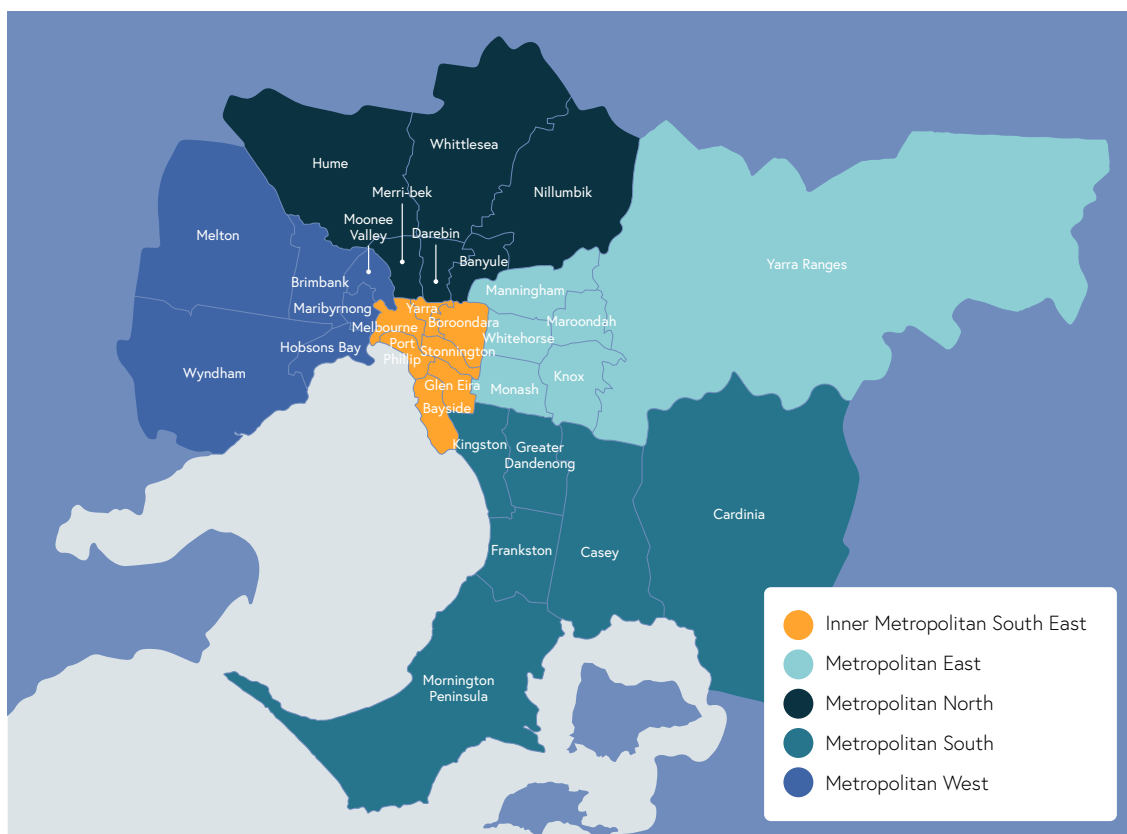 Whittlesea
Hume
Nillumbik
Merri-bek
Moonee
Valley
Darebin
Melton
Banyule
Yarra Ranges
Brimbank
Manningham
Maribyrnong
Yarra
Boroondara
Maroondah
Melbourne
Whitehorse
Port
Phillip
Hobsons Bay
Stonnington
Wyndham
Knox
Glen Eira
Monash
Bayside
Kingston
Greater
Dandenong
Cardinia
Frankston
Casey
Mornington
Peninsula
Inner Metropolitan South East
Metropolitan East
Metropolitan North
Metropolitan South
Metropolitan West